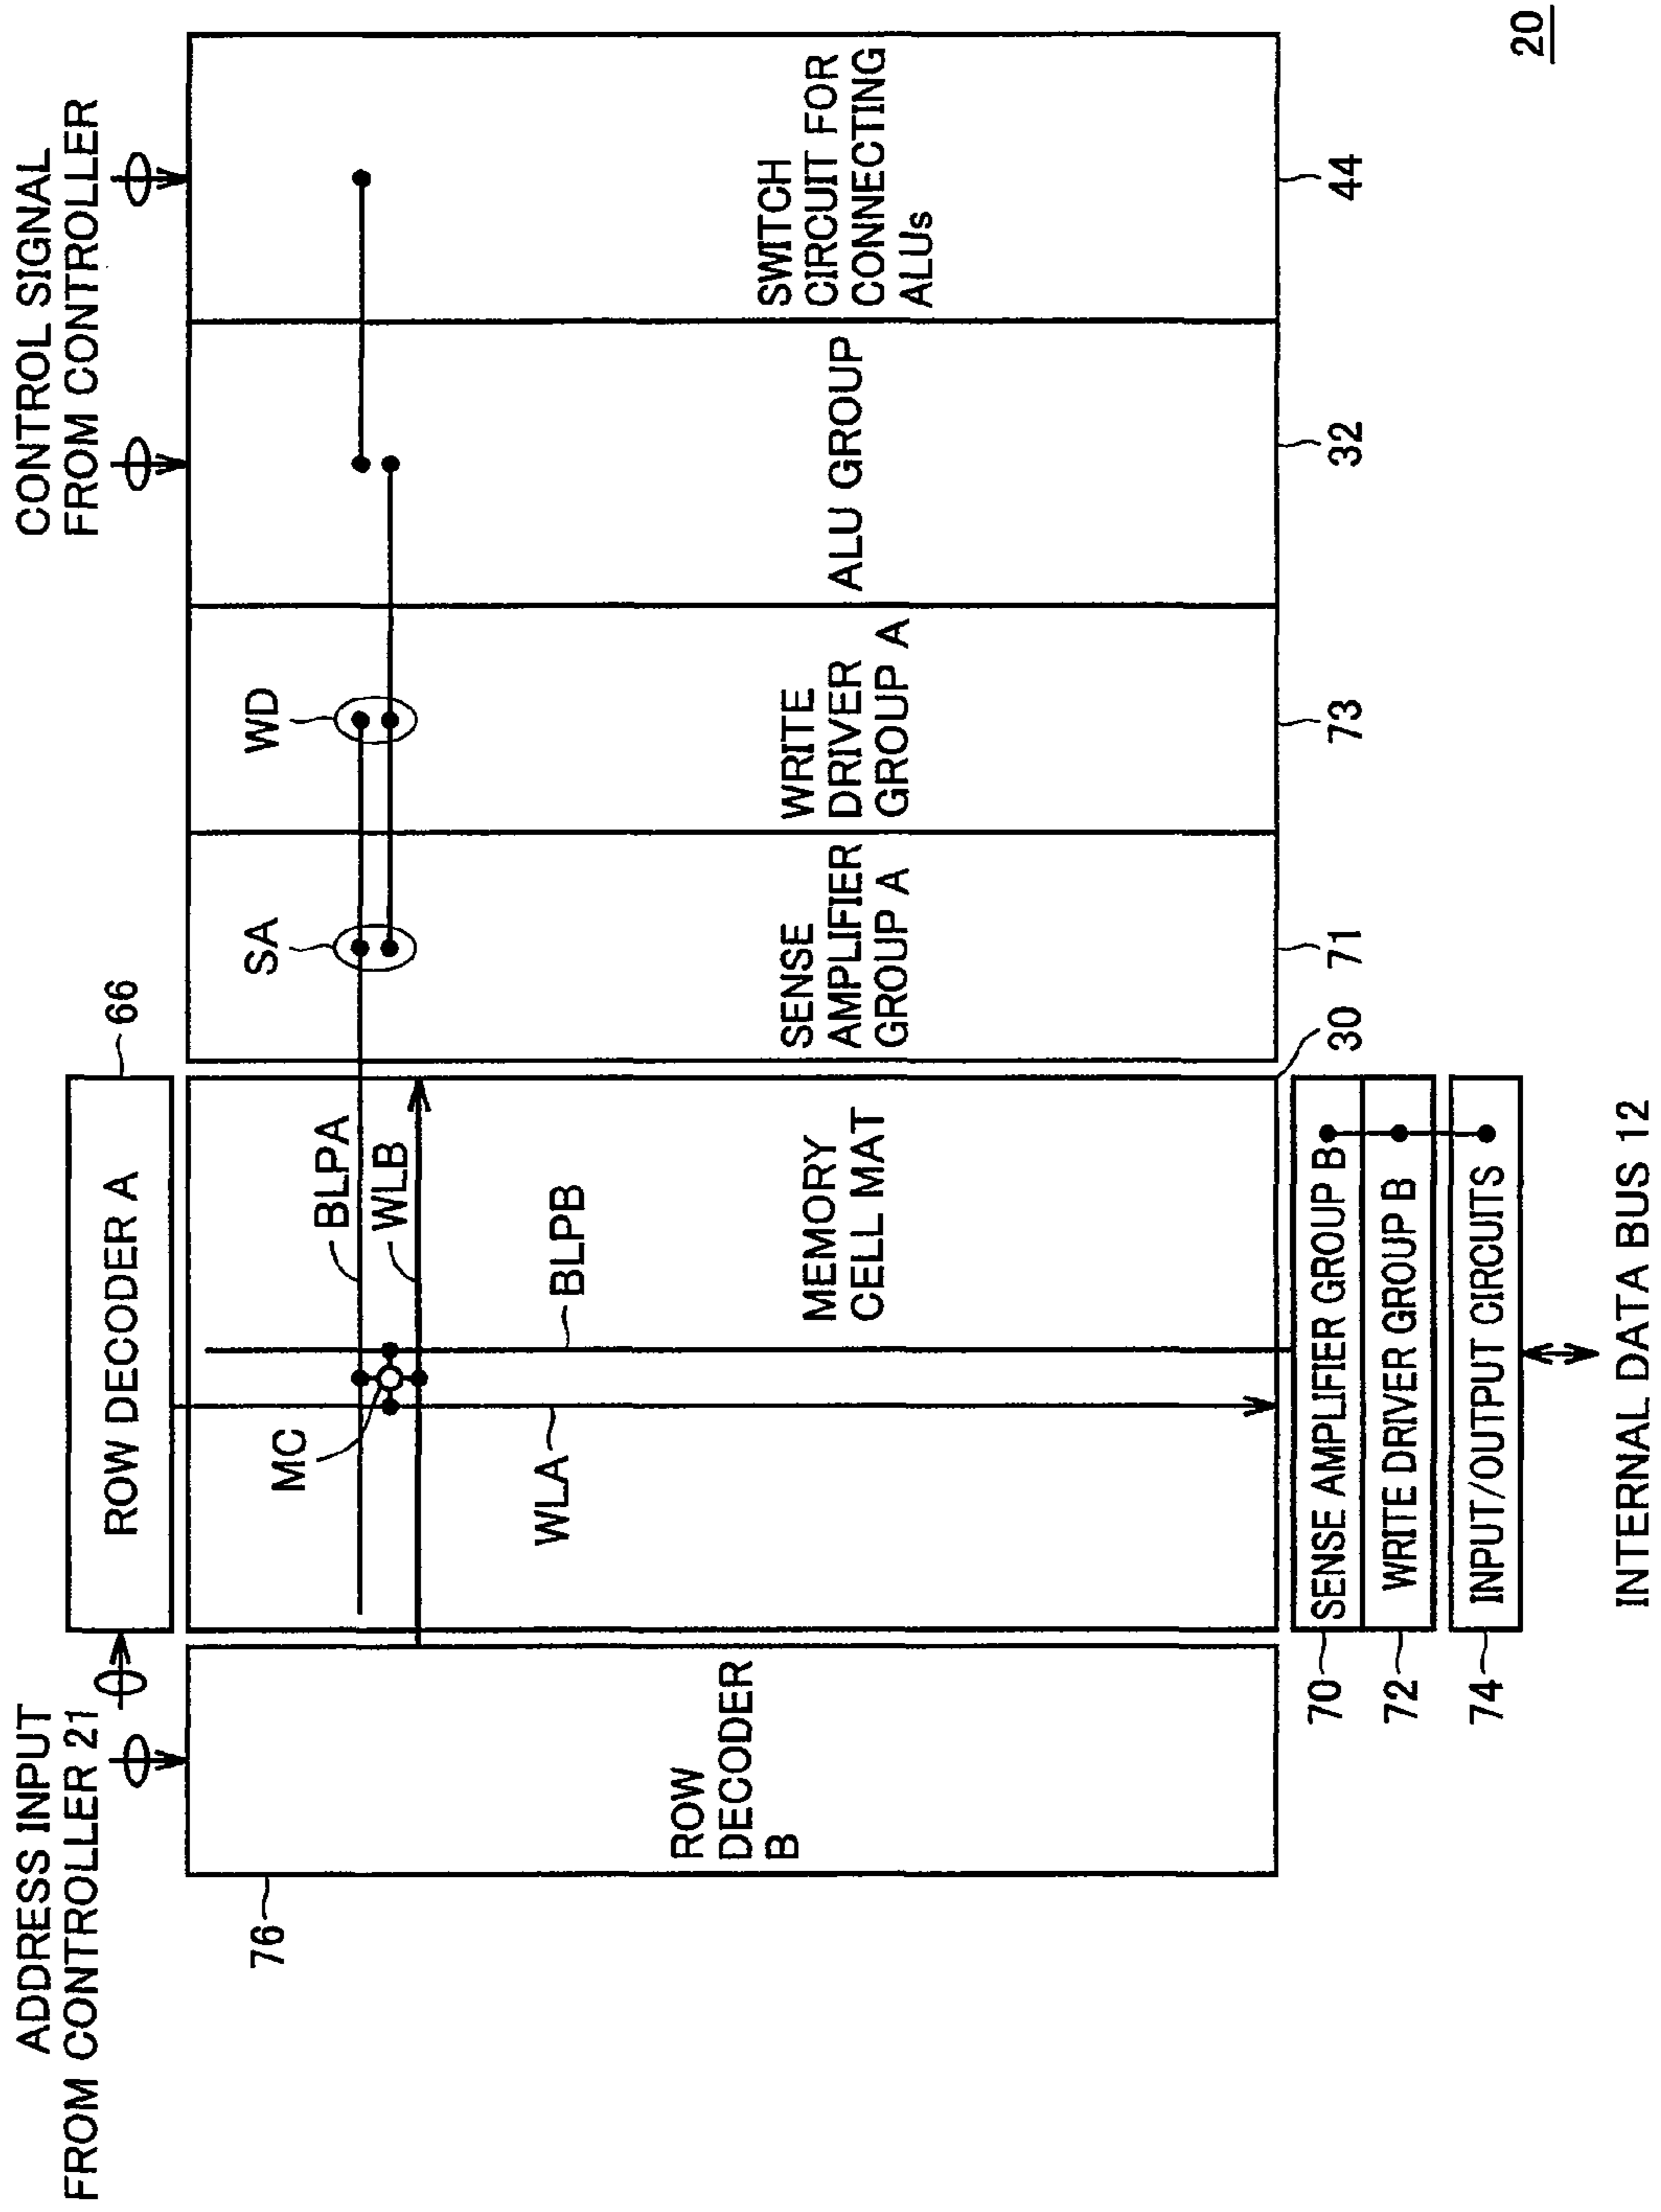 ADDRESS INPUT
FROM CONTROLLER 21
CONTROL SIGNAL
FROM CONTROLLER
ROW DECODER A
66
76
ROW
DECODER
B
MC
BLPA
WLB
WLA
BLPB
MEMORY
CELL MAT
30
SA
WD
SENSE
AMPLIFIER
GROUP A
71
WRITE
DRIVER
GROUP A
73
ALU GROUP
32
SWITCH
CIRCUIT FOR
CONNECTING
ALUs
44
70
SENSE AMPLIFIER GROUP B
72
WRITE DRIVER GROUP B
74
INPUT/OUTPUT CIRCUITS
INTERNAL DATA BUS 12
20